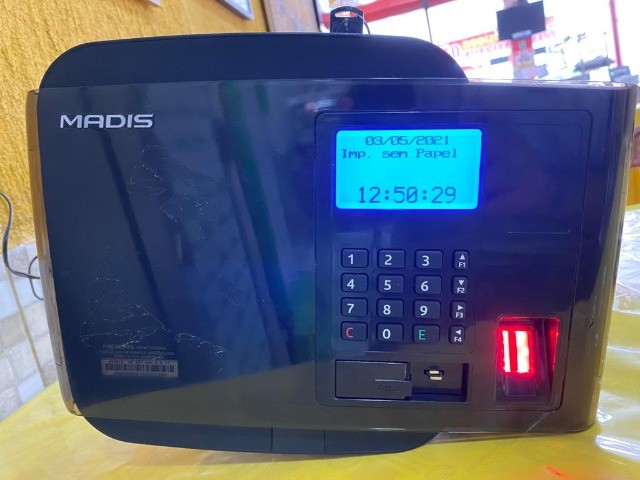 MADIS
03/05/2021
Imp. sem Papel
12:50:29
1 2 3 ▲ F1
4 5 6 ▼ F2
7 8 9 ► F3
C 0 E ◄ F4